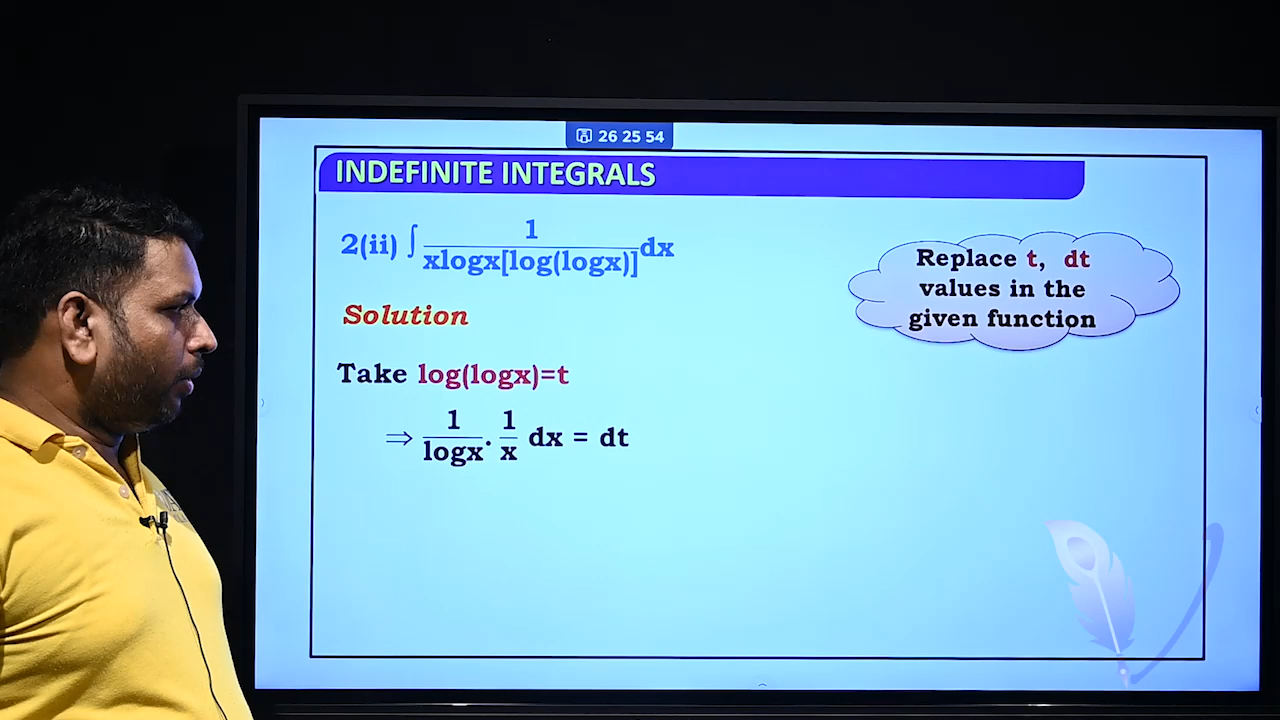 26 25 54
INDEFINITE INTEGRALS
2(ii) ∫ 1/(xlogx[log(logx)]) dx
Replace t, dt
values in the
given function
Solution
Take log(logx)=t
⇒ 1/logx · 1/x dx = dt